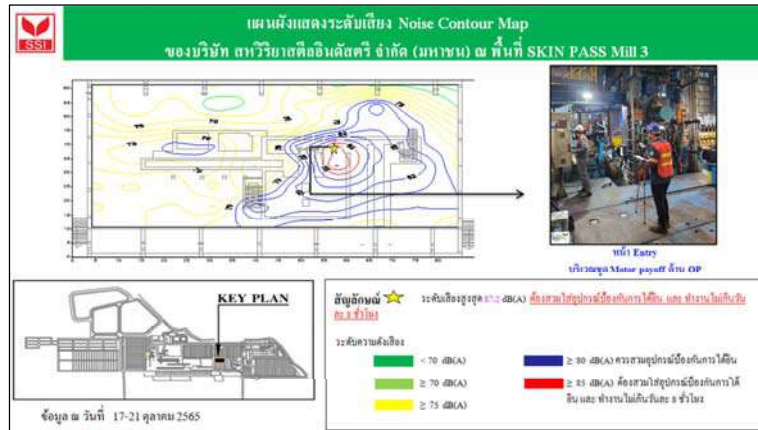 SSI
แผนผังแสดงระดับเสียง Noise Contour Map
ของบริษัท สหวิริยาสตีลอินดัสตรี จำกัด (มหาชน) ณ พื้นที่ SKIN PASS Mill 3
หน้า Entry
บริเวณชุด Motor payoff ด้าน OP
KEY PLAN
ข้อมูล ณ วันที่ 17-21 ตุลาคม 2565
สัญลักษณ์ ระดับเสียงสูงสุด 87.2 dB(A) ต้องสวมใส่อุปกรณ์ป้องกันการได้ยิน และ ทำงานไม่เกินวัน
ละ 8 ชั่วโมง
ระดับความดังเสียง
< 70 dB(A)
≥ 70 dB(A)
≥ 75 dB(A)
≥ 80 dB(A) ควรสวมอุปกรณ์ป้องกันการได้ยิน
≥ 85 dB(A) ต้องสวมใส่อุปกรณ์ป้องกันการได้
ยิน และ ทำงานไม่เกินวันละ 8 ชั่วโมง